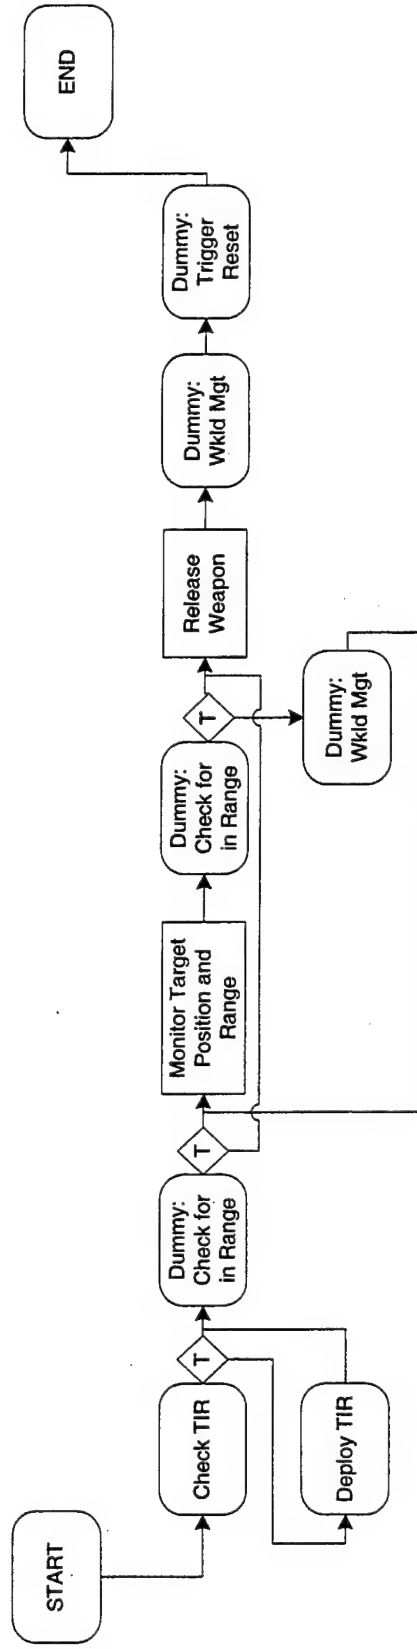 START
Check TIR
T
Deploy TIR
Dummy:
Check for
in Range
T
Monitor Target
Position and
Range
Dummy:
Check for
in Range
T
Dummy:
Wkld Mgt
Release
Weapon
Dummy:
Wkld Mgt
Dummy:
Trigger
Reset
END